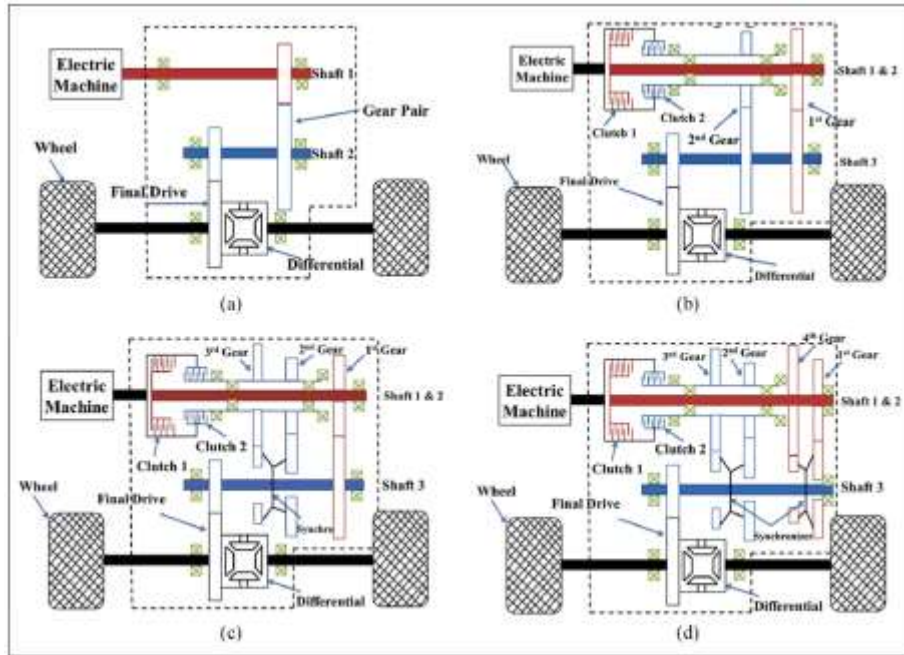 Electric
Machine
Shaft 1
Gear Pair
Wheel
Shaft 2
Final Drive
Differential
(a)
Electric
Machine
Shaft 1 & 2
Clutch 2
Clutch 1
2nd Gear
1st Gear
Wheel
Shaft 3
Final Drive
Differential
(b)
3rd Gear
2nd Gear
1st Gear
Electric
Machine
Shaft 1 & 2
Clutch 2
Clutch 1
Wheel
Final Drive
Shaft 3
Synchro
Differential
(c)
4th Gear
3rd Gear
2nd Gear
1st Gear
Electric
Machine
Shaft 1 & 2
Clutch 2
Clutch 1
Wheel
Final Drive
Shaft 3
Synchronizer
Differential
(d)